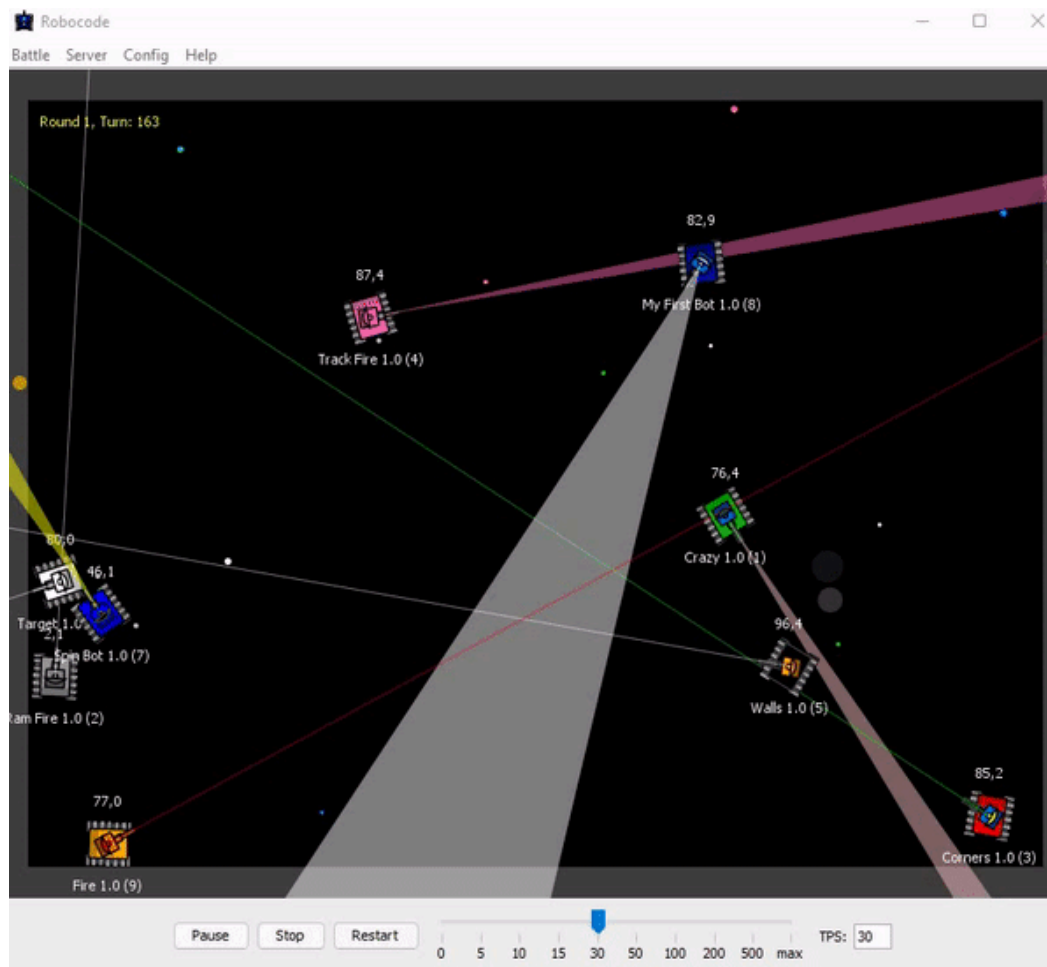 Robocode
Battle Server Config Help
Round 1, Turn: 163
82,9
My First Bot 1.0 (8)
87,4
Track Fire 1.0 (4)
76,4
Crazy 1.0 (1)
80,0
46,1
Target 1.0
2,1
Spin Bot 1.0 (7)
96,4
Walls 1.0 (5)
Ram Fire 1.0 (2)
85,2
Corners 1.0 (3)
77,0
Fire 1.0 (9)
Pause Stop Restart
0 5 10 15 30 50 100 200 500 max
TPS: 30